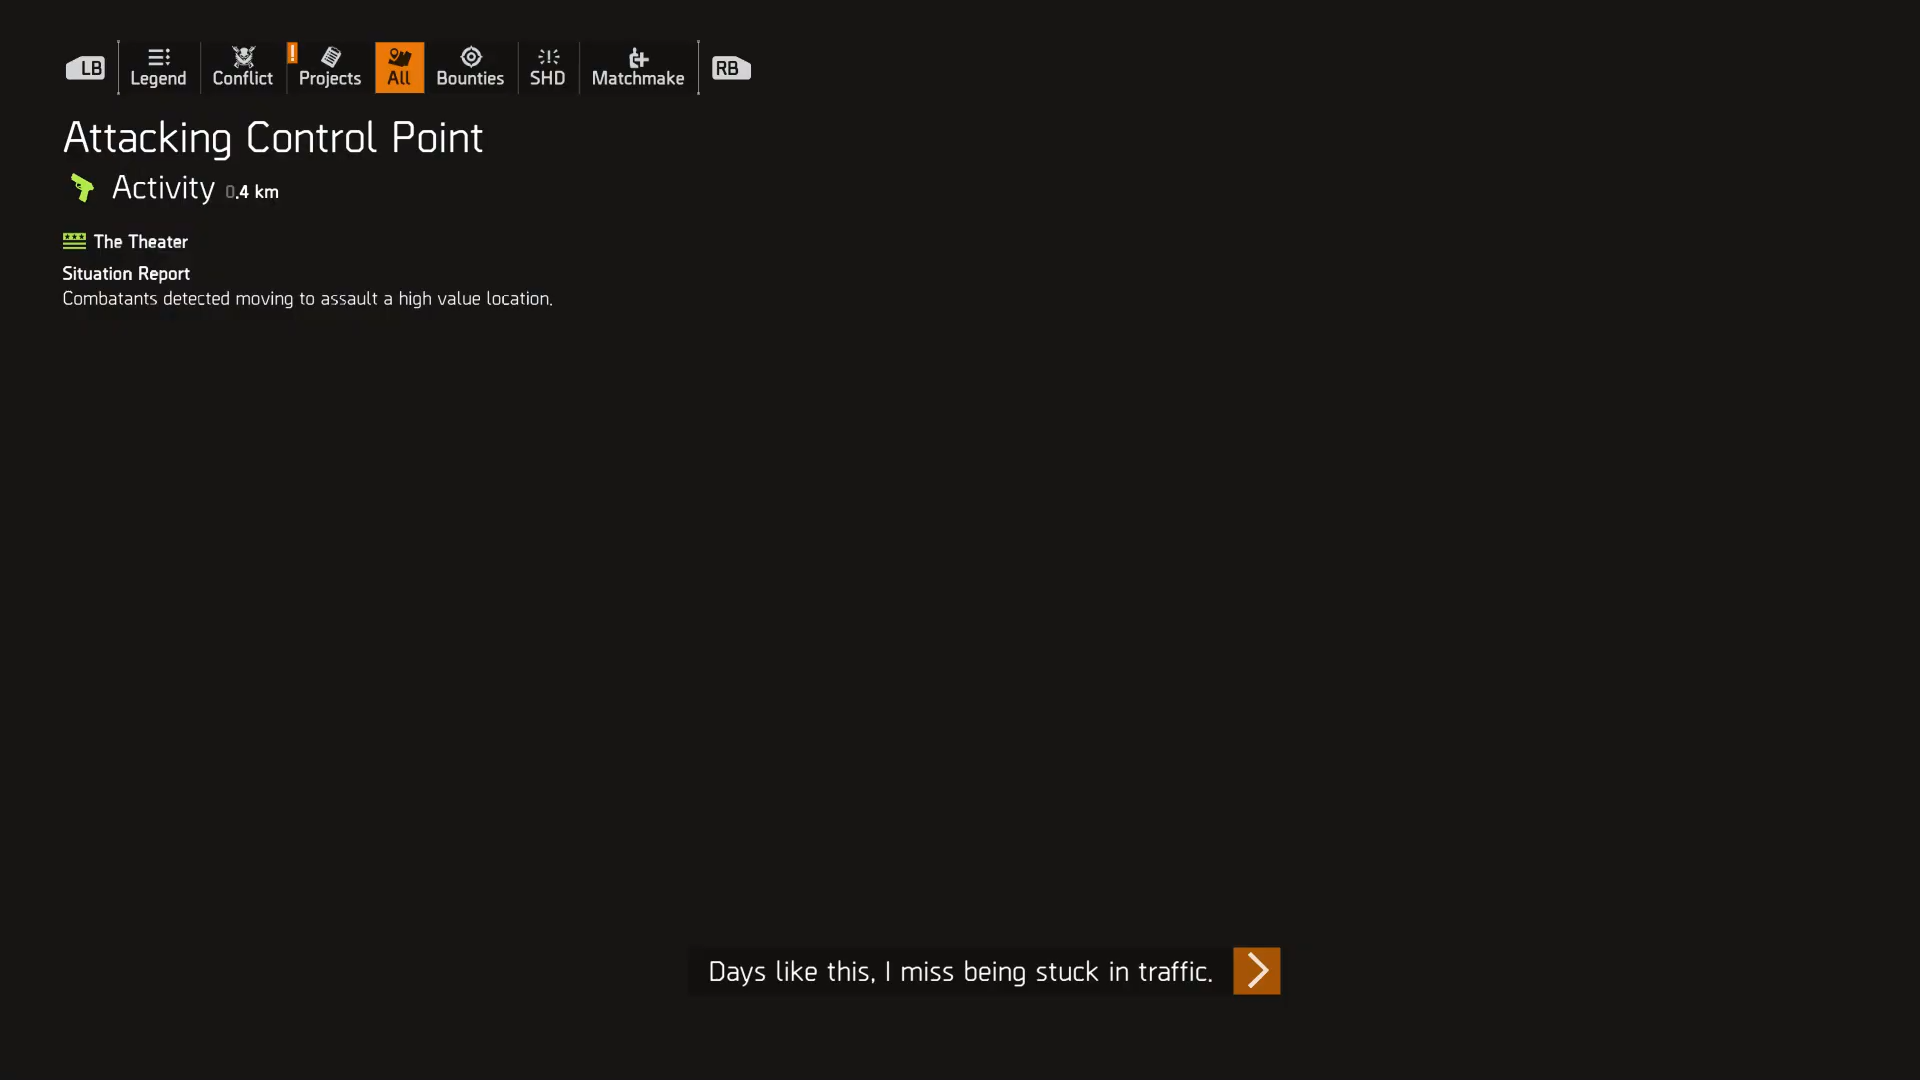 LB
Legend
Conflict
!
Projects
All
Bounties
SHD
Matchmake
RB
Attacking Control Point
Activity 0.4 km
The Theater
Situation Report
Combatants detected moving to assault a high value location.
Days like this, I miss being stuck in traffic.